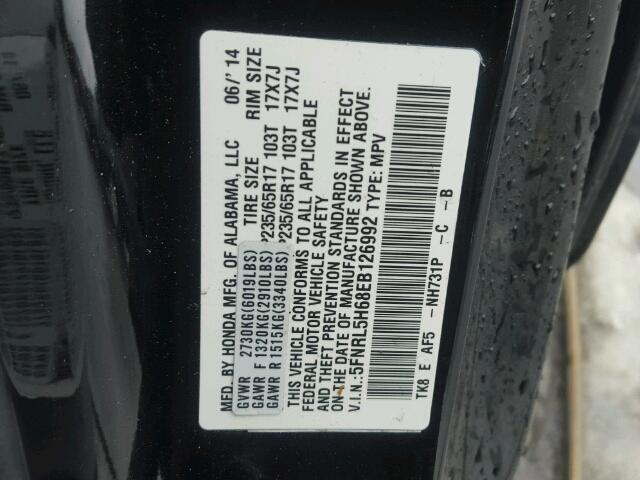 MFD. BY HONDA MFG. OF ALABAMA, LLC 06/'14
TIRE SIZE RIM SIZE
GVWR 2730KG(6019LBS)
GAWR F 1320KG(2910LBS) P235/65R17 103T 17X7J
GAWR R 1515KG(3340LBS) P235/65R17 103T 17X7J
THIS VEHICLE CONFORMS TO ALL APPLICABLE
FEDERAL MOTOR VEHICLE SAFETY
AND THEFT PREVENTION STANDARDS IN EFFECT
ON THE DATE OF MANUFACTURE SHOWN ABOVE.
V.I.N.: 5FNRL5H68EB126992 TYPE: MPV
TK8 E AF5 -NH731P -C -B